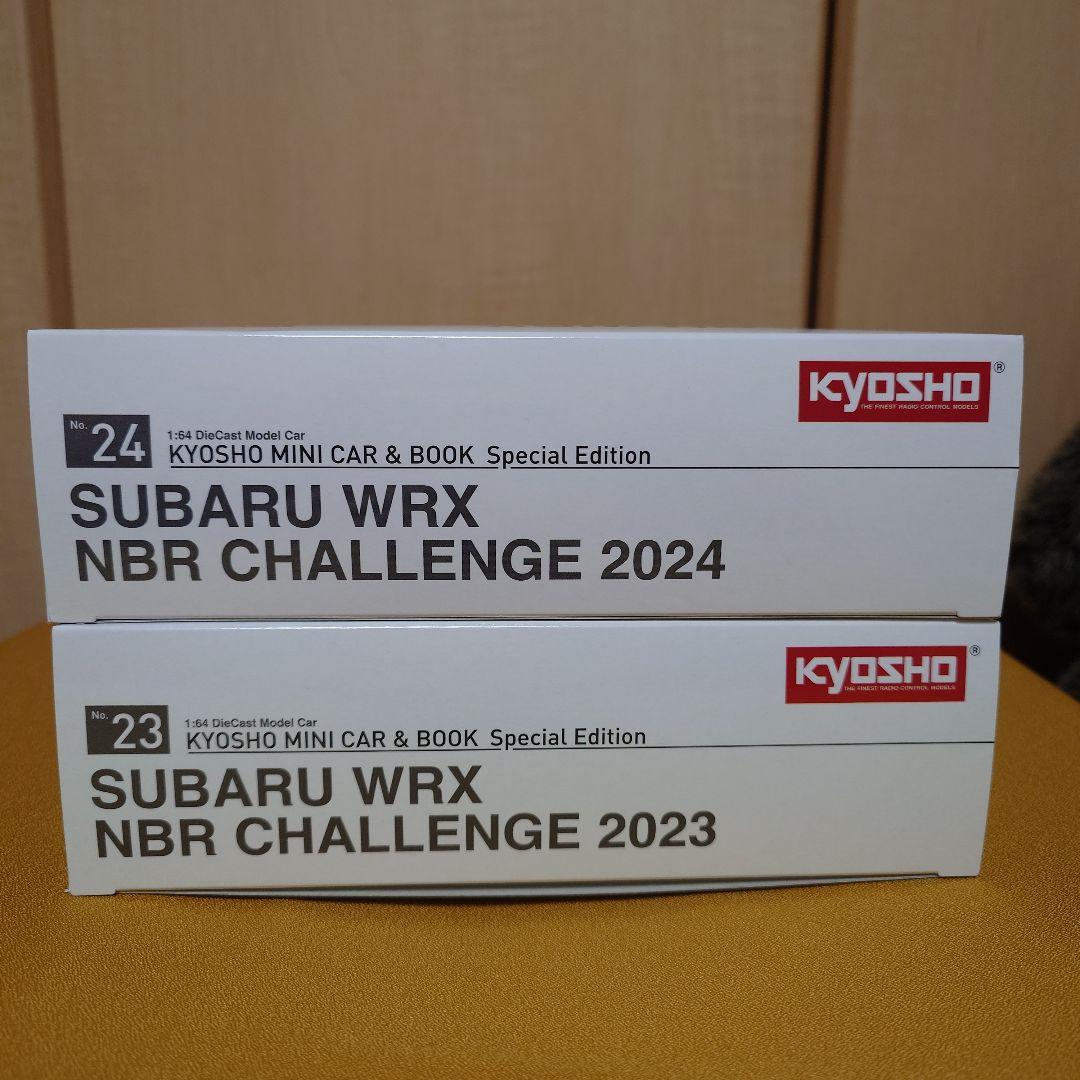 KYOSHO ®
THE FINEST RADIO CONTROL MODELS
No. 24
1:64 DieCast Model Car
KYOSHO MINI CAR & BOOK Special Edition
SUBARU WRX
NBR CHALLENGE 2024
KYOSHO ®
THE FINEST RADIO CONTROL MODELS
No. 23
1:64 DieCast Model Car
KYOSHO MINI CAR & BOOK Special Edition
SUBARU WRX
NBR CHALLENGE 2023